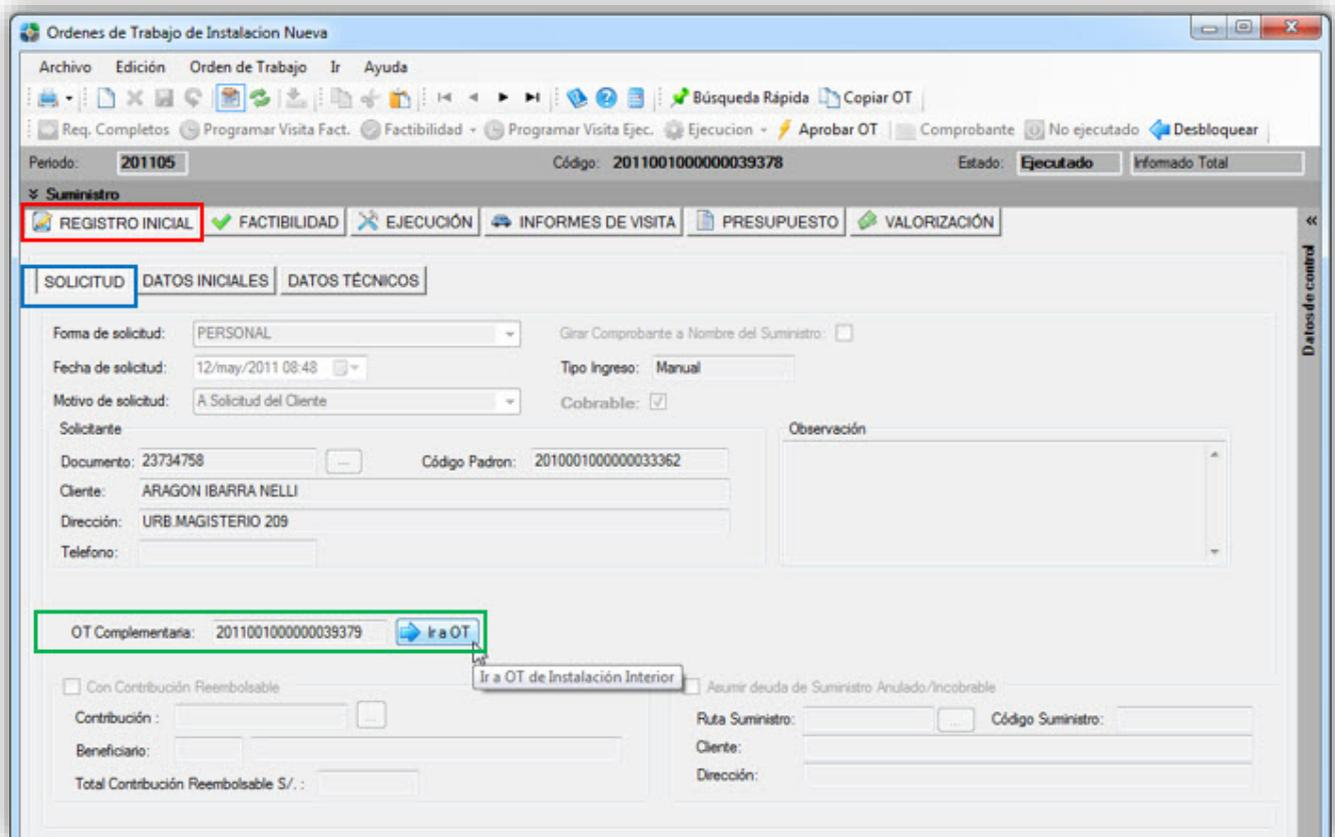 Ordenes de Trabajo de Instalacion Nueva
Archivo Edición Orden de Trabajo Ir Ayuda
Búsqueda Rápida Copiar OT
Req. Completos Programar Visita Fact. Factibilidad Programar Visita Ejec. Ejecucion Aprobar OT Comprobante No ejecutado Desbloquear
Periodo: 201105 Código: 2011001000000039378 Estado: Ejecutado Informado Total
Suministro
REGISTRO INICIAL FACTIBILIDAD EJECUCIÓN INFORMES DE VISITA PRESUPUESTO VALORIZACIÓN
Datos de control
SOLICITUD DATOS INICIALES DATOS TÉCNICOS
Forma de solicitud: PERSONAL Girar Comprobante a Nombre del Suministro:
Fecha de solicitud: 12/may/2011 08:48 Tipo Ingreso: Manual
Motivo de solicitud: A Solicitud del Cliente Cobrable:
Solicitante Observación
Documento: 23734758 ... Código Padron: 2010001000000033362
Cliente: ARAGON IBARRA NELLI
Dirección: URB.MAGISTERIO 209
Telefono:
OT Complementaria: 2011001000000039379 Ir a OT
Ir a OT de Instalación Interior
Con Contribución Reembolsable Asumir deuda de Suministro Anulado/Incobrable
Contribución : ... Ruta Suministro: ... Código Suministro:
Beneficiario: Cliente:
Total Contribución Reembolsable S/. : Dirección: